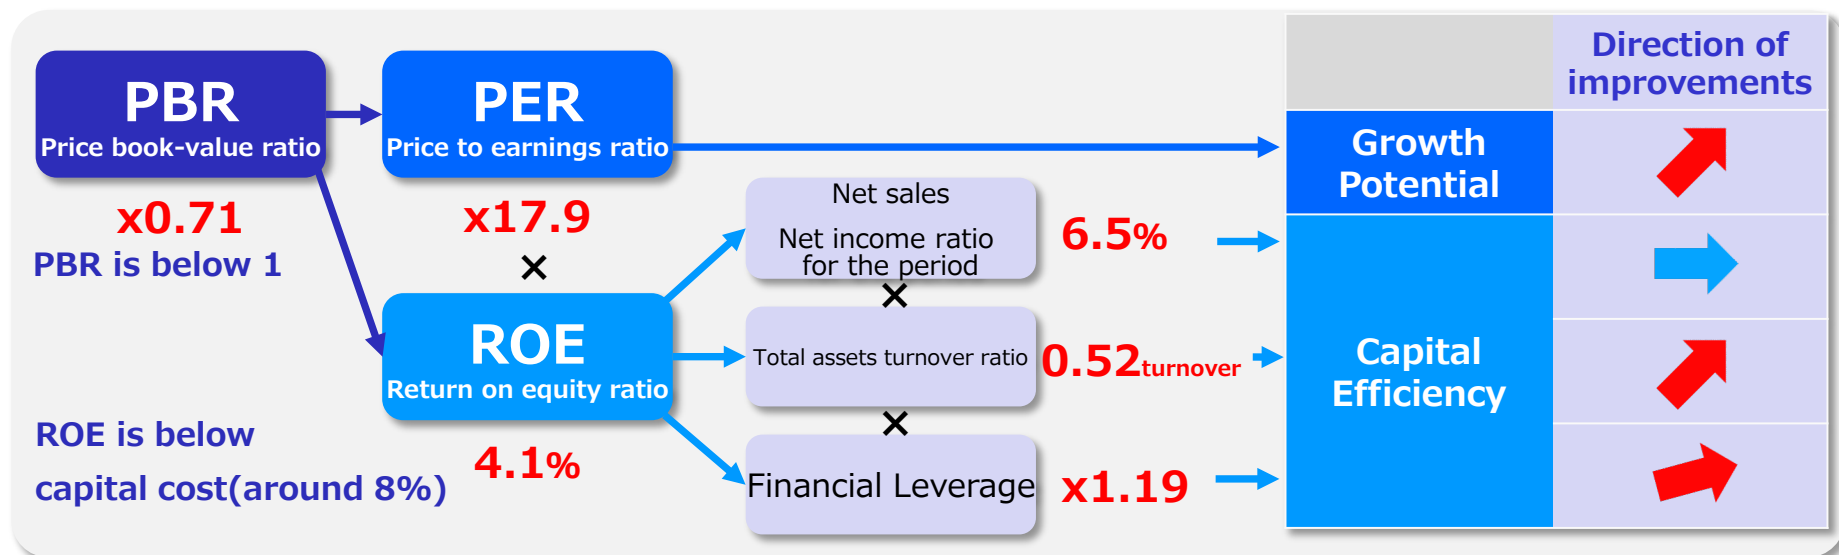 PBR
Price book-value ratio
x0.71
PBR is below 1
PER
Price to earnings ratio
x17.9
×
ROE
Return on equity ratio
4.1%
ROE is below
capital cost(around 8%)
Net sales
Net income ratio
for the period
6.5%
×
Total assets turnover ratio
0.52turnover
×
Financial Leverage
x1.19
Direction of
improvements
Growth
Potential
Capital
Efficiency